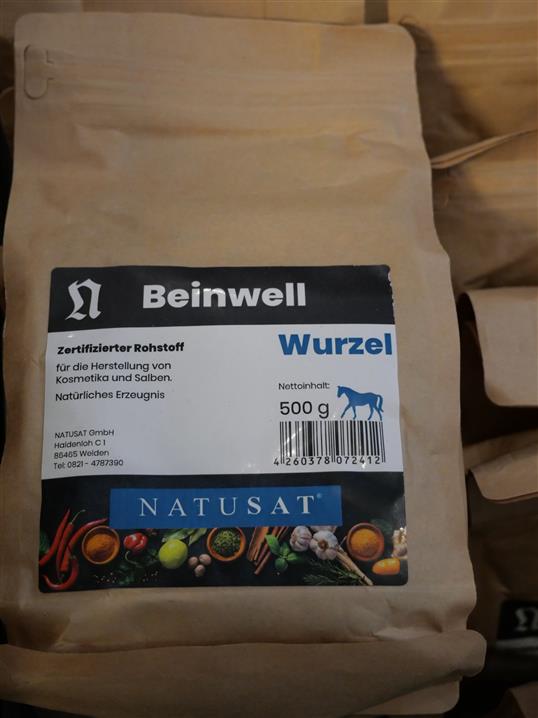 N
Beinwell
Wurzel
Zertifizierter Rohstoff
für die Herstellung von
Kosmetika und Salben.
Natürliches Erzeugnis
Nettoinhalt:
500 g
NATUSAT GmbH
Haldenloh C 1
86465 Welden
Tel: 0821 - 4787390
4 260378 072412
NATUSAT®